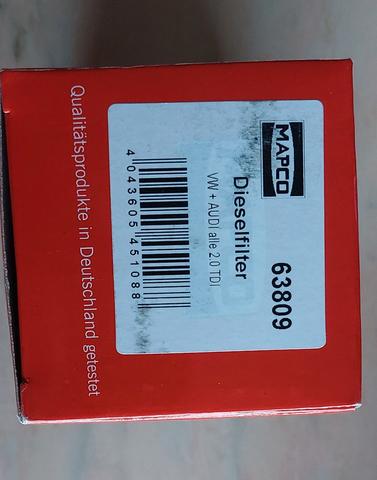 MAPCO
63809
Dieselfilter
VW + AUDI alle 2.0 TDI
4 043605 451088
Qualitätsprodukte in Deutschland getestet